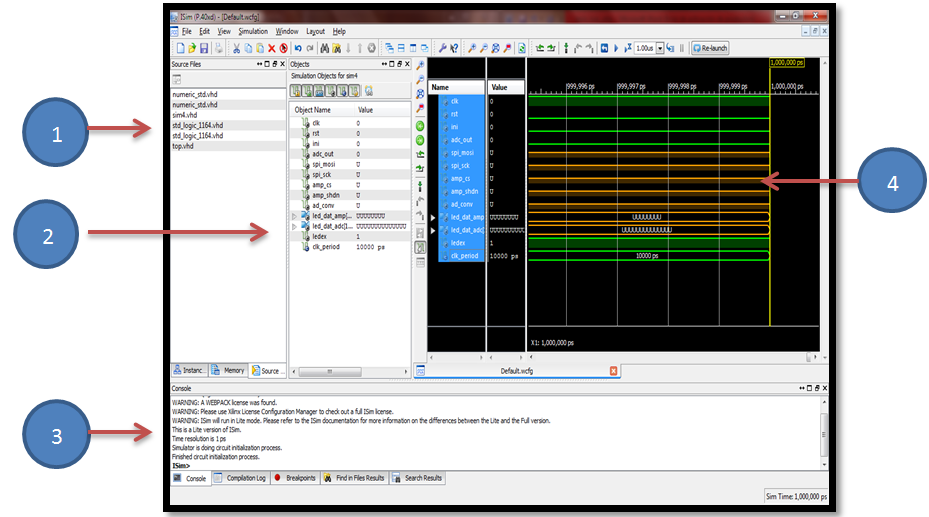 ISim (P.40xd) - [Default.wcfg]
File Edit View Simulation Window Layout Help
1.00us Re-launch
Source Files
numeric_std.vhd
numeric_std.vhd
sim4.vhd
std_logic_1164.vhd
std_logic_1164.vhd
top.vhd
Instanc... Memory Source ...
Objects
Simulation Objects for sim4
Object Name Value
clk 0
rst 0
ini 0
adc_out 0
spi_mosi U
spi_sck U
amp_cs U
amp_shdn U
ad_conv U
led_dat_amp[... UUUUUUUU
led_dat_adc[1...
ledex 1
clk_period 10000 ps
Name Value
clk 0
rst 0
ini 0
adc_out 0
spi_mosi U
spi_sck U
amp_cs U
amp_shdn U
ad_conv U
led_dat_amp UUUUUUUU
led_dat_adc[
ledex 1
clk_period 10000 ps
1,000,000 ps
999,996 ps 999,997 ps 999,998 ps 999,999 ps 1,000,000 ps
UUUUUUUU
10000 ps
X1: 1,000,000 ps
Default.wcfg
Console
WARNING: A WEBPACK license was found.
WARNING: Please use Xilinx License Configuration Manager to check out a full ISim license.
WARNING: ISim will run in Lite mode. Please refer to the ISim documentation for more information on the differences between the Lite and the Full version.
This is a Lite version of ISim.
Time resolution is 1 ps
Simulator is doing circuit initialization process.
Finished circuit initialization process.
ISim>
Console Compilation Log Breakpoints Find in Files Results Search Results
Sim Time: 1,000,000 ps
1
2
3
4